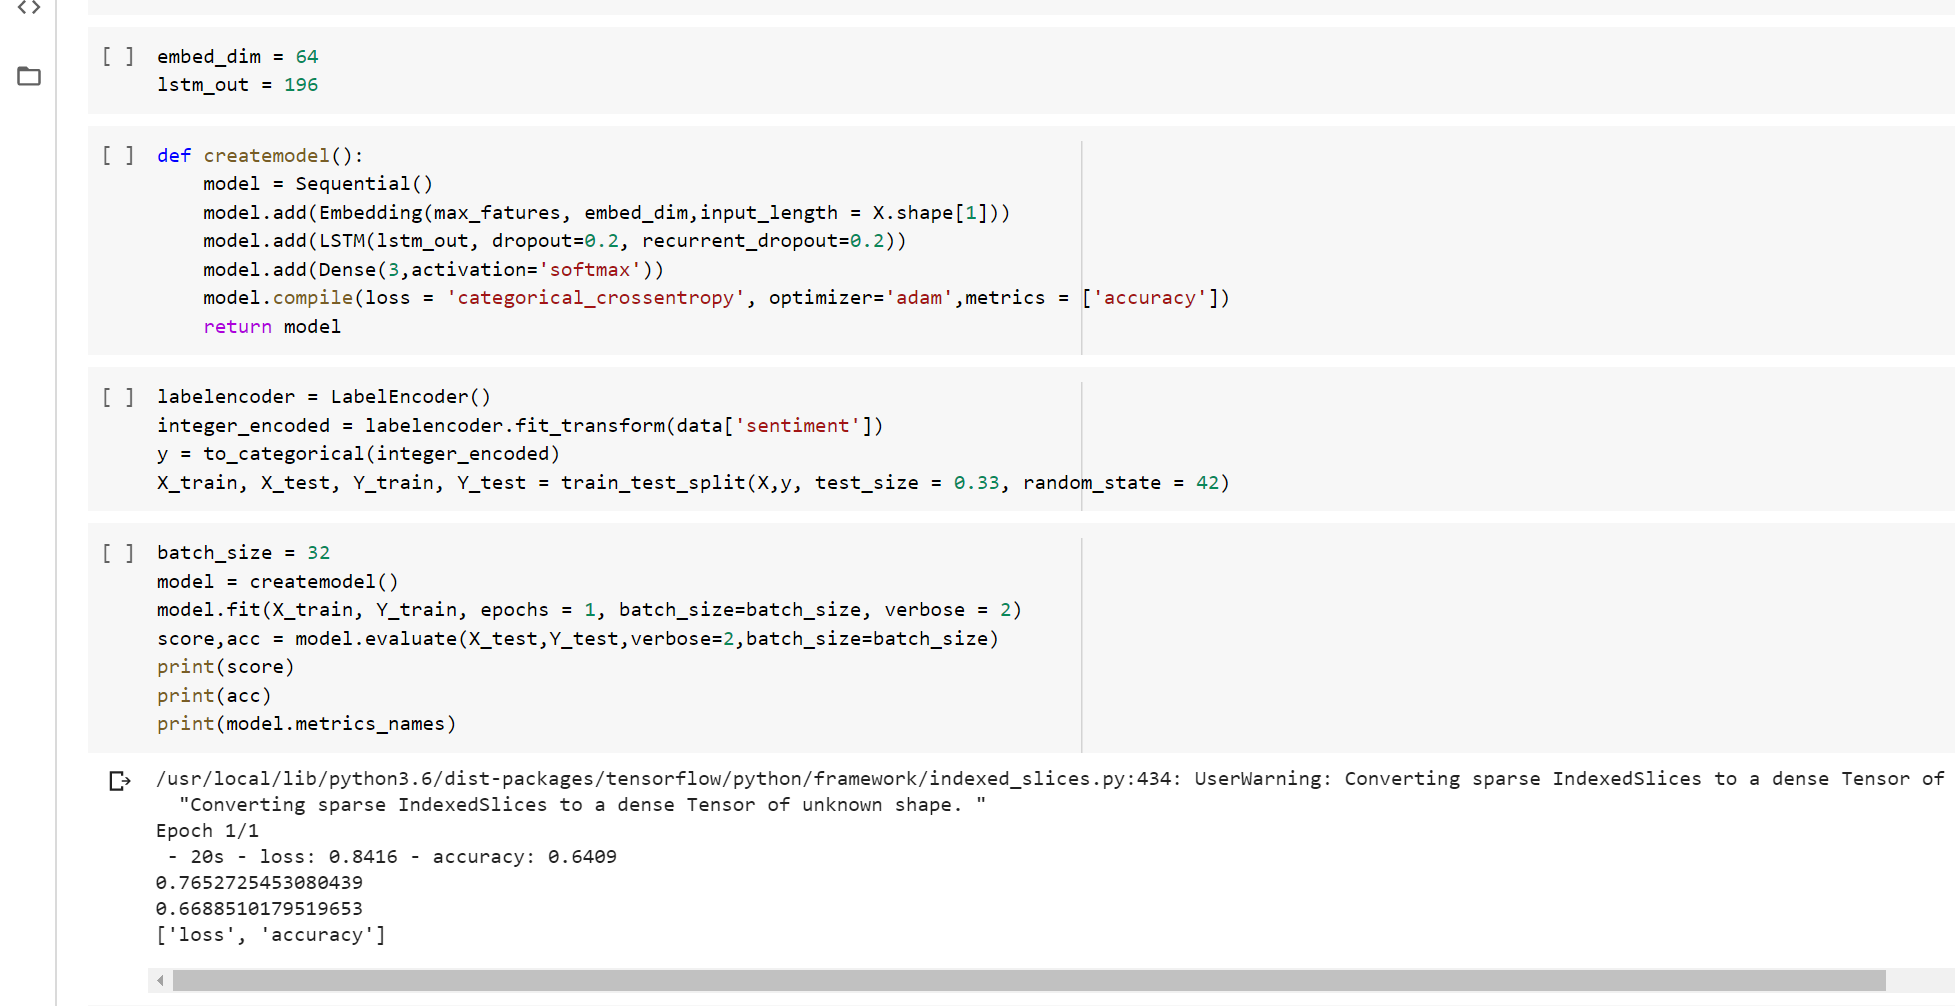 [ ] embed_dim = 64
lstm_out = 196
[ ] def createmodel():
model = Sequential()
model.add(Embedding(max_fatures, embed_dim,input_length = X.shape[1]))
model.add(LSTM(lstm_out, dropout=0.2, recurrent_dropout=0.2))
model.add(Dense(3,activation='softmax'))
model.compile(loss = 'categorical_crossentropy', optimizer='adam',metrics = ['accuracy'])
return model
[ ] labelencoder = LabelEncoder()
integer_encoded = labelencoder.fit_transform(data['sentiment'])
y = to_categorical(integer_encoded)
X_train, X_test, Y_train, Y_test = train_test_split(X,y, test_size = 0.33, random_state = 42)
[ ] batch_size = 32
model = createmodel()
model.fit(X_train, Y_train, epochs = 1, batch_size=batch_size, verbose = 2)
score,acc = model.evaluate(X_test,Y_test,verbose=2,batch_size=batch_size)
print(score)
print(acc)
print(model.metrics_names)
/usr/local/lib/python3.6/dist-packages/tensorflow/python/framework/indexed_slices.py:434: UserWarning: Converting sparse IndexedSlices to a dense Tensor of
"Converting sparse IndexedSlices to a dense Tensor of unknown shape. "
Epoch 1/1
- 20s - loss: 0.8416 - accuracy: 0.6409
0.7652725453080439
0.6688510179519653
['loss', 'accuracy']